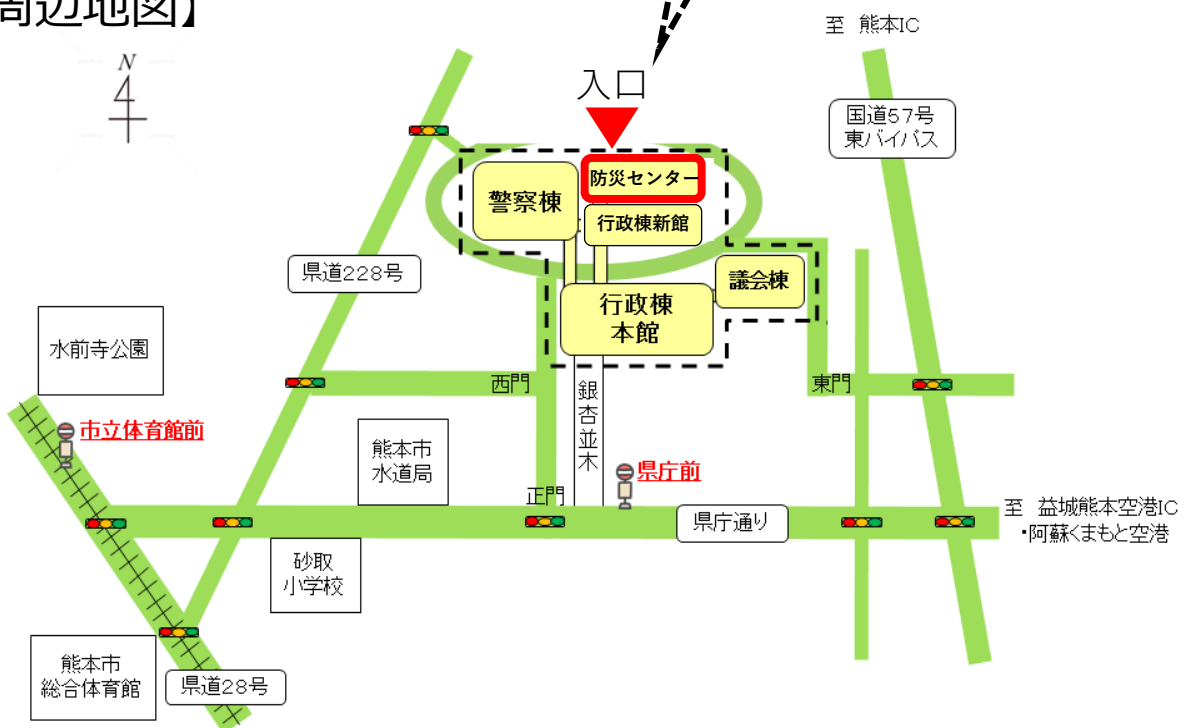 周辺地図】
至 熊本IC
N
入口
国道57号
東バイパス
防災センター
警察棟
行政棟新館
県道228号
議会棟
行政棟
本館
水前寺公園
西門
東門
銀杏並木
市立体育館前
熊本市
水道局
県庁前
正門
至 益城熊本空港IC
・阿蘇くまもと空港
県庁通り
砂取
小学校
熊本市
総合体育館
県道28号